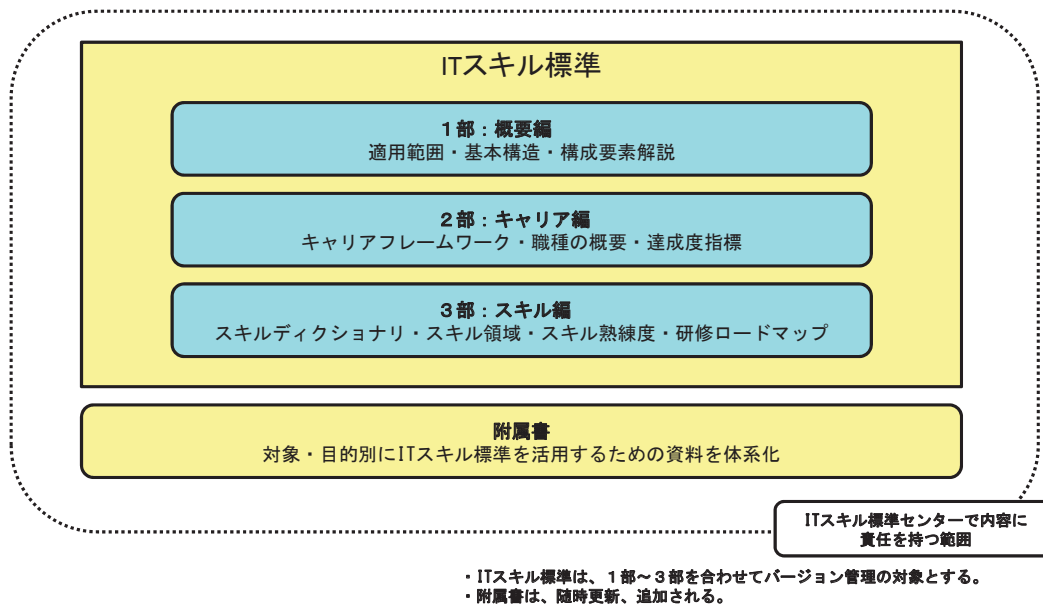 ITスキル標準
1部：概要編
適用範囲・基本構造・構成要素解説
2部：キャリア編
キャリアフレームワーク・職種の概要・達成度指標
3部：スキル編
スキルディクショナリ・スキル領域・スキル熟練度・研修ロードマップ
附属書
対象・目的別にITスキル標準を活用するための資料を体系化
ITスキル標準センターで内容に
責任を持つ範囲
・ITスキル標準は、1部～3部を合わせてバージョン管理の対象とする。
・附属書は、随時更新、追加される。